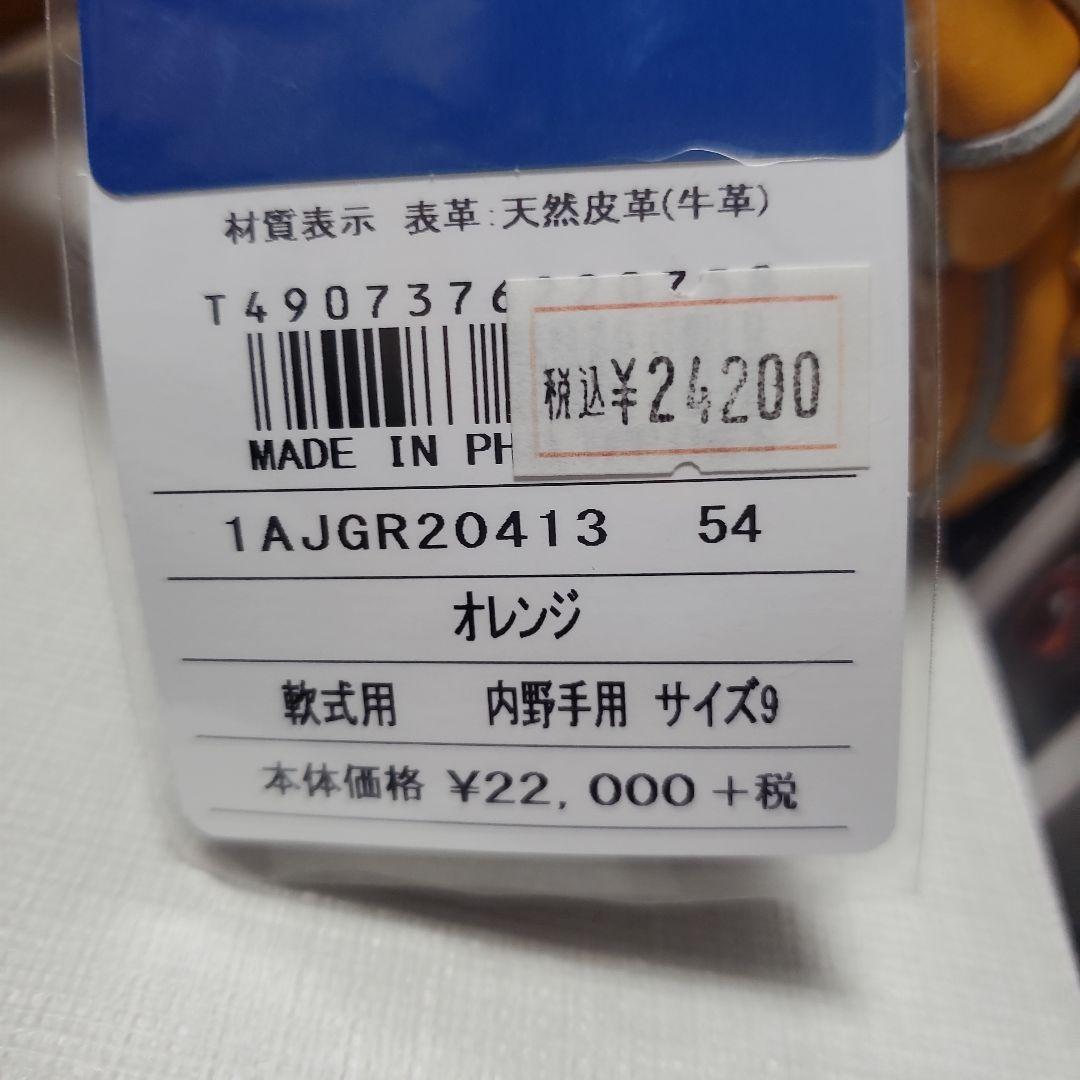 材質表示 表革:天然皮革(牛革)
T4907376
税込¥24200
MADE IN PH
1AJGR20413 54
オレンジ
軟式用 内野手用 サイズ9
本体価格 ¥22,000+税